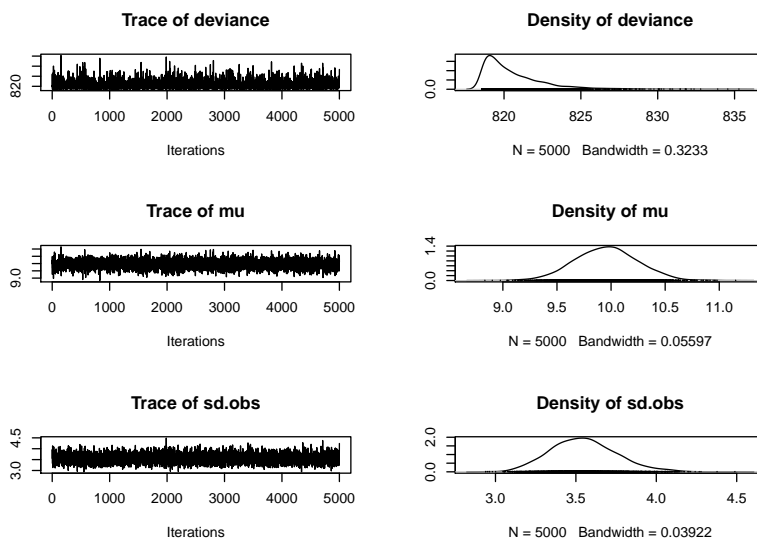 Trace of deviance
820
0 1000 2000 3000 4000 5000
Iterations
Density of deviance
0.0
820 825 830 835
N = 5000 Bandwidth = 0.3233
Trace of mu
9.0
0 1000 2000 3000 4000 5000
Iterations
Density of mu
0.0 1.4
9.0 9.5 10.0 10.5 11.0
N = 5000 Bandwidth = 0.05597
Trace of sd.obs
3.0 4.5
0 1000 2000 3000 4000 5000
Iterations
Density of sd.obs
0.0 2.0
3.0 3.5 4.0 4.5
N = 5000 Bandwidth = 0.03922